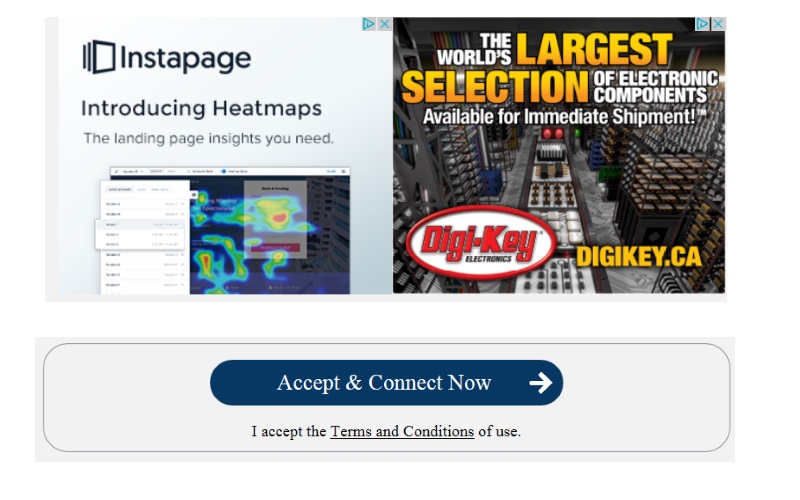 Instapage
Introducing Heatmaps
The landing page insights you need.
THE
WORLD'S LARGEST
SELECTION OF ELECTRONIC
COMPONENTS
Available for Immediate Shipment!™
Digi-Key®
ELECTRONICS
DIGIKEY.CA
Accept & Connect Now
I accept the Terms and Conditions of use.